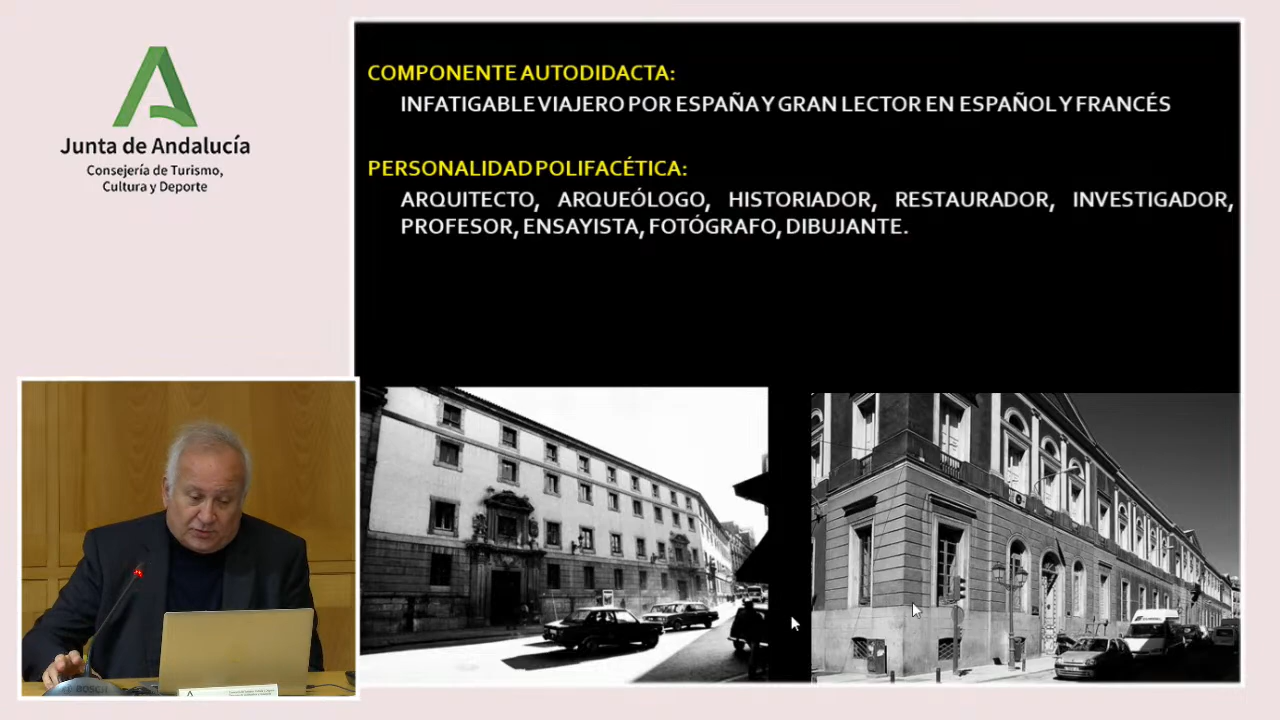 Junta de Andalucía
Consejería de Turismo,
Cultura y Deporte
COMPONENTE AUTODIDACTA:
INFATIGABLE VIAJERO POR ESPAÑA Y GRAN LECTOR EN ESPAÑOL Y FRANCÉS
PERSONALIDAD POLIFACÉTICA:
ARQUITECTO, ARQUEÓLOGO, HISTORIADOR, RESTAURADOR, INVESTIGADOR,
PROFESOR, ENSAYISTA, FOTÓGRAFO, DIBUJANTE.
BOSCH